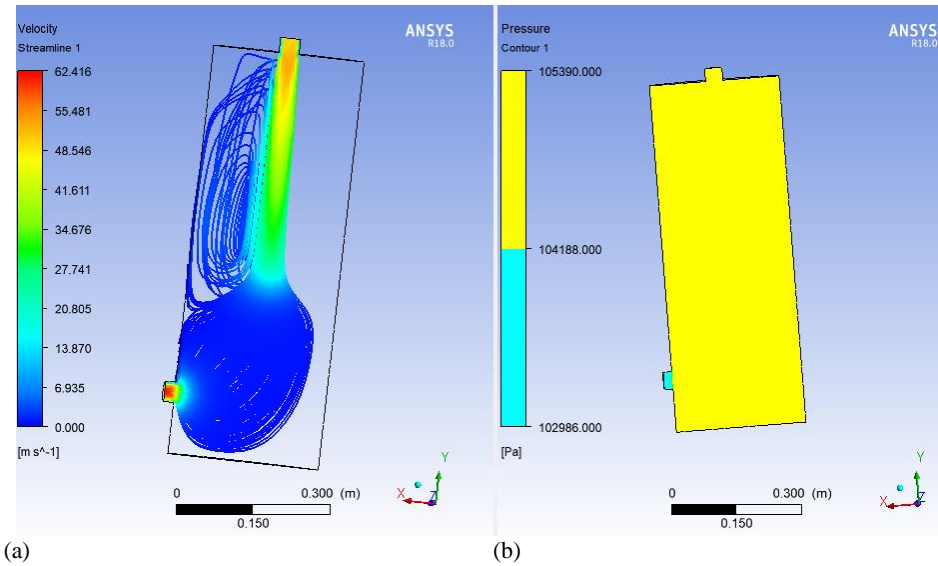 Velocity
Streamline 1
62.416
55.481
48.546
41.611
34.676
27.741
20.805
13.870
6.935
0.000
[m s^-1]
ANSYS
R18.0
0 0.300 (m)
0.150
Y
X
Z
Pressure
Contour 1
105390.000
104188.000
102986.000
[Pa]
ANSYS
R18.0
0 0.300 (m)
0.150
Y
X
Z
(a) (b)